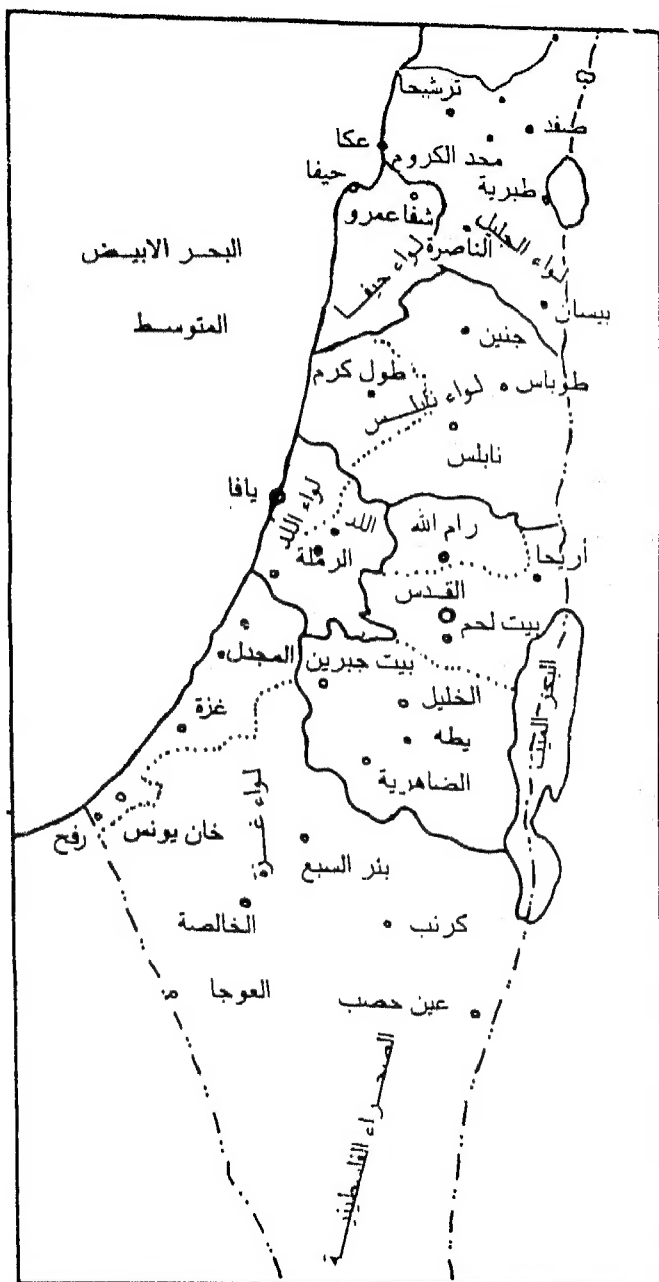 ترشيحا
صفد
عكا
مجد الكروم
حيفا
طبرية
شفا عمرو
البحر الابيض
المتوسط
الناصرة
لواء الجليل
لواء حيفا
بيسان
جنين
طول كرم
طوباس
لواء نابلس
نابلس
يافا
لواء اللد
اللد
رام الله
الرملة
أريحا
القدس
بيت لحم
المجدل
بيت جبرين
البحر الميت
الخليل
غزة
يطه
الضاهرية
لواء غزة
خان يونس
رفح
بئر السبع
الخالصة
كرنب
العوجا
عين حصب
الصحراء الفلسطينية